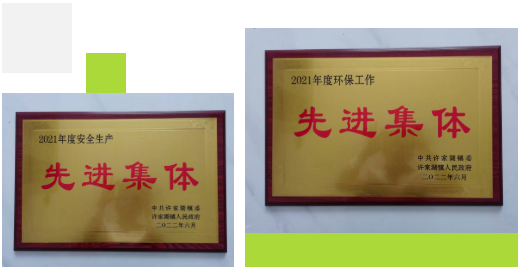 2021年度安全生产
先进集体
中共许家湖镇委
许家湖镇人民政府
二〇二二年六月
2021年度环保工作
先进集体
中共许家湖镇委
许家湖镇人民政府
二〇二二年六月